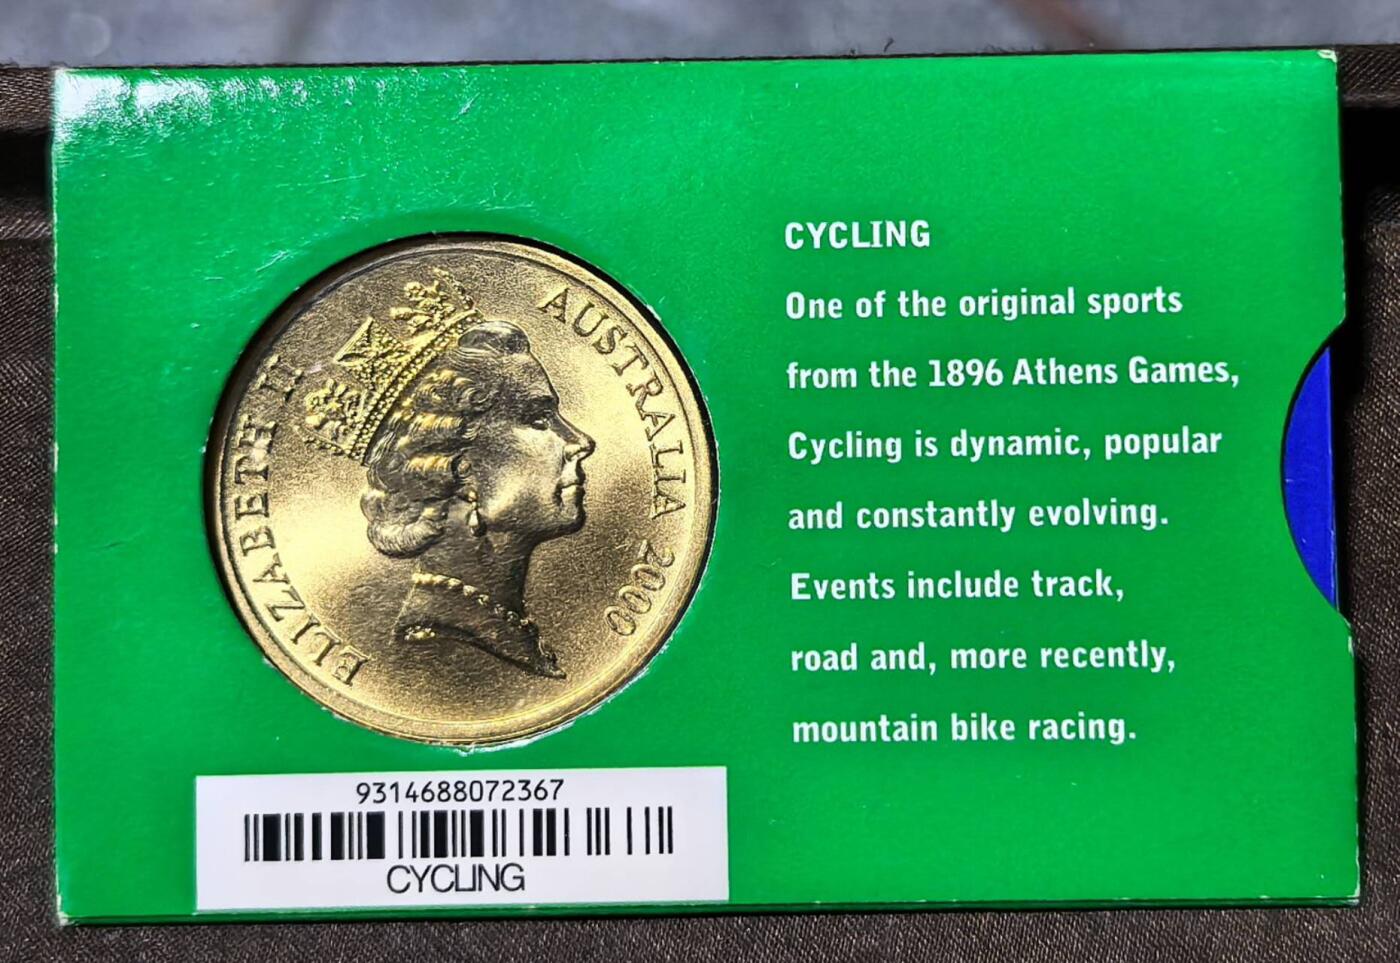 ELIZABETH II
AUSTRALIA 2000
CYCLING
One of the original sports
from the 1896 Athens Games,
Cycling is dynamic, popular
and constantly evolving.
Events include track,
road and, more recently,
mountain bike racing.
9314688072367
CYCLING